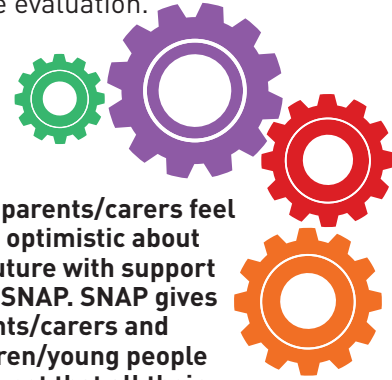 e evaluation.
parents/carers feel
optimistic about
uture with support
SNAP. SNAP gives
nts/carers and
ren/young people